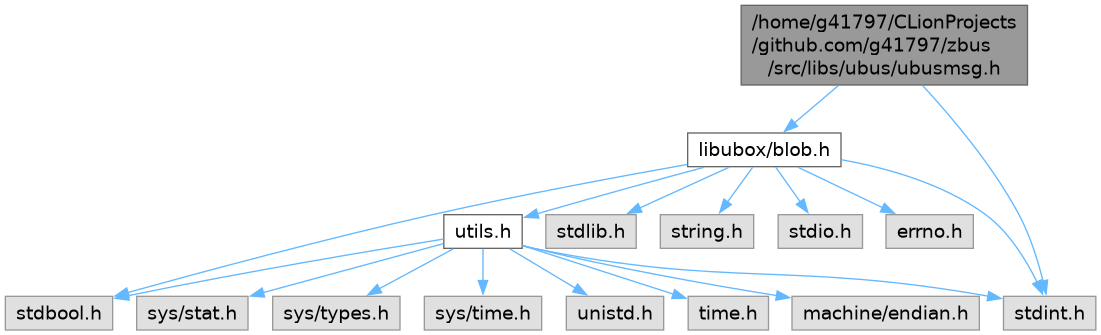 /home/g41797/CLionProjects
/github.com/g41797/zbus
/src/libs/ubus/ubusmsg.h
libubox/blob.h
utils.h
stdlib.h
string.h
stdio.h
errno.h
stdbool.h
sys/stat.h
sys/types.h
sys/time.h
unistd.h
time.h
machine/endian.h
stdint.h